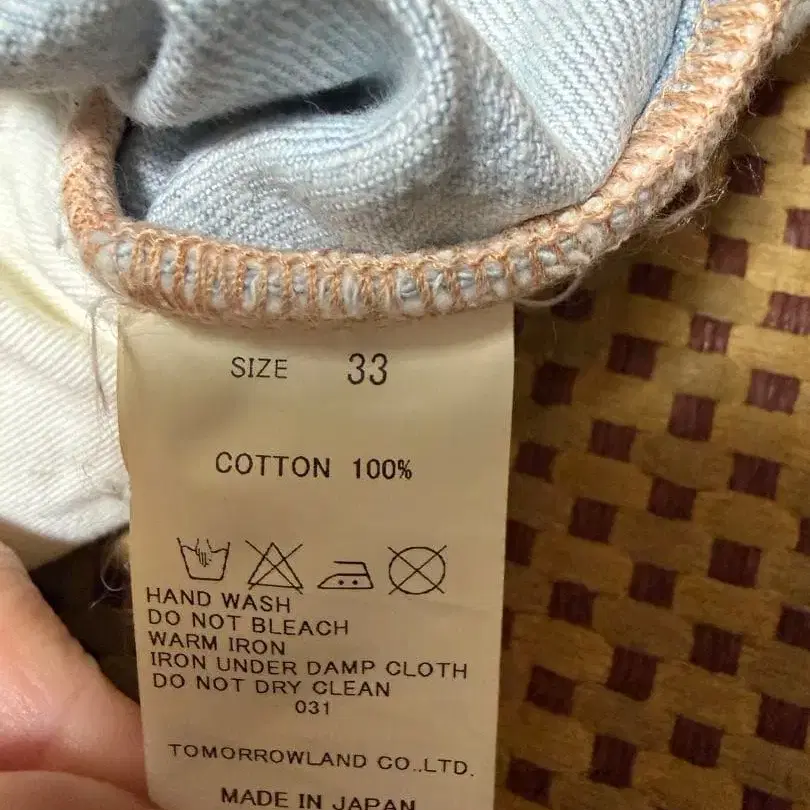 SIZE 33
COTTON 100%
HAND WASH
DO NOT BLEACH
WARM IRON
IRON UNDER DAMP CLOTH
DO NOT DRY CLEAN
031
TOMORROWLAND CO.,LTD.
MADE IN JAPAN